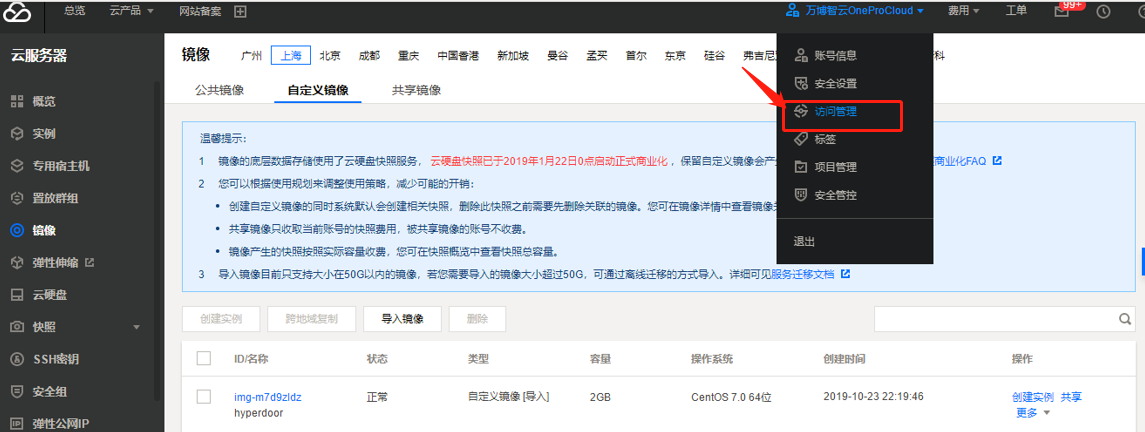 总览 云产品 网站备案 万博智云OneProCloud 费用 工单 99+
云服务器
概览
实例
专用宿主机
置放群组
镜像
弹性伸缩
云硬盘
快照
SSH密钥
安全组
弹性公网IP
镜像 广州 上海 北京 成都 重庆 中国香港 新加坡 曼谷 孟买 首尔 东京 硅谷 弗吉尼 科
公共镜像 自定义镜像 共享镜像
账号信息
安全设置
访问管理
标签
项目管理
安全管控
退出
温馨提示：
1 镜像的底层数据存储使用了云硬盘快照服务， 云硬盘快照已于2019年1月22日0点启动正式商业化 ，保留自定义镜像会产 商业化FAQ
2 您可以根据使用规划来调整使用策略，减少可能的开销：
• 创建自定义镜像的同时系统默认会创建相关快照，删除此快照之前需要先删除关联的镜像。您可在镜像详情中查看镜像
• 共享镜像只收取当前账号的快照费用，被共享镜像的账号不收费。
• 镜像产生的快照按照实际容量收费，您可在快照概览中查看快照总容量。
3 导入镜像目前只支持大小在50G以内的镜像，若您需要导入的镜像大小超过50G，可通过离线迁移的方式导入。详细可见服务迁移文档
创建实例 跨地域复制 导入镜像 删除
ID/名称 状态 类型 容量 操作系统 创建时间 操作
img-m7d9zldz 正常 自定义镜像 [导入] 2GB CentOS 7.0 64位 2019-10-23 22:19:46 创建实例 共享
hyperdoor 更多